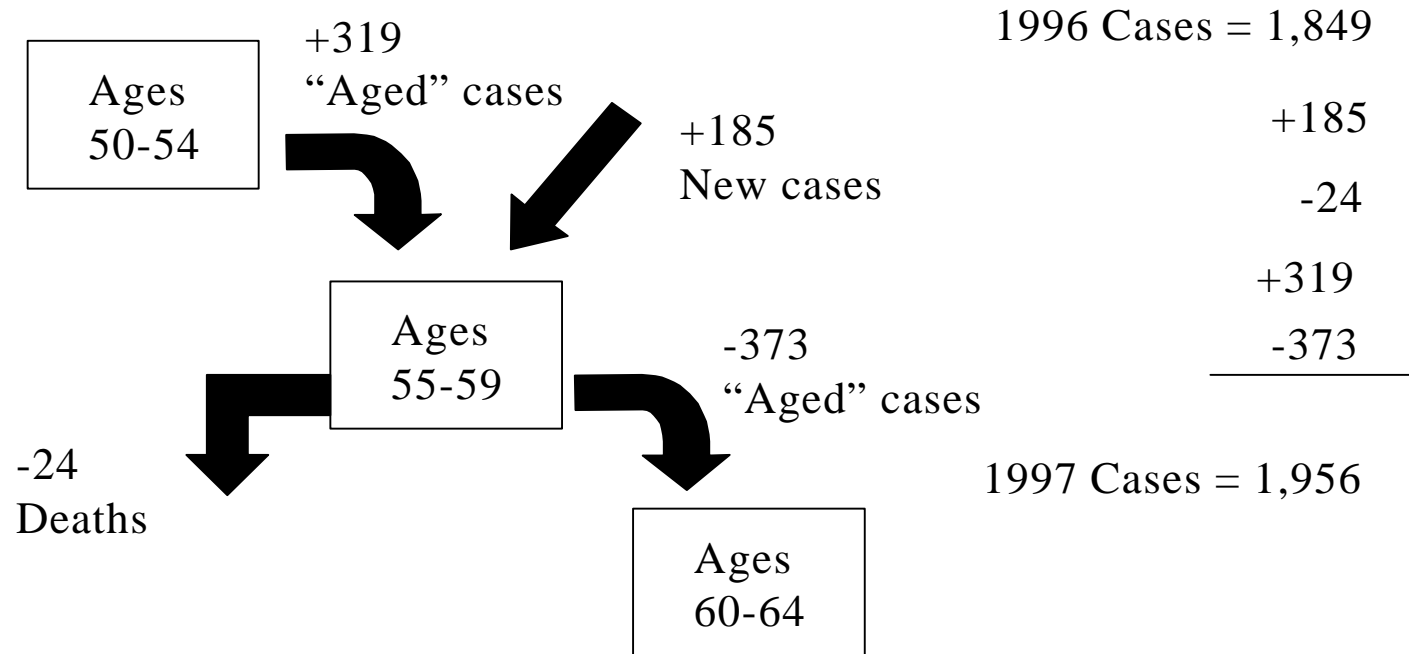 Ages
50-54
+319
“Aged” cases
+185
New cases
Ages
55-59
-373
“Aged” cases
-24
Deaths
Ages
60-64
1996 Cases = 1,849
+185
-24
+319
-373
1997 Cases = 1,956